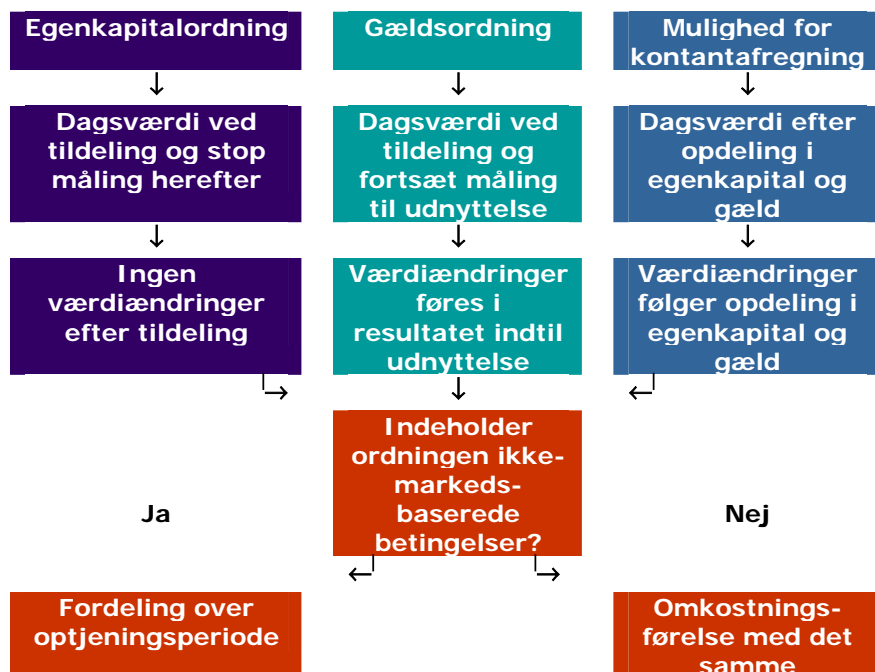 Egenkapitalordning
Gældsordning
Mulighed for
kontantafregning
Dagsværdi ved
tildeling og stop
måling herefter
Dagsværdi ved
tildeling og
fortsæt måling
til udnyttelse
Dagsværdi efter
opdeling i
egenkapital og
gæld
Ingen
værdiændringer
efter tildeling
Værdiændringer
føres i
resultatet indtil
udnyttelse
Værdiændringer
følger opdeling i
egenkapital og
gæld
Indeholder
ordningen ikke-
markeds-
baserede
betingelser?
Ja
Nej
Fordeling over
optjeningsperiode
Omkostnings-
førelse med det
samme